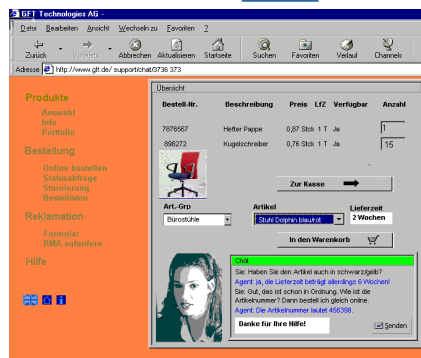 GFT Technologies AG -
Datei Bearbeiten Ansicht Wechseln zu Favoriten ?
Zurück Vorwärts Abbrechen Aktualisieren Startseite Suchen Favoriten Verlauf Channels
Adresse http://www.gft.de/ support/chat/3736 373
Übersicht
Produkte
Auswahl
Info
Portfolio
Bestellung
Online bestellen
Statusabfrage
Stornierung
Bestellisten
Reklamation
Formular
RMA anfordern
Hilfe
Bestell-Nr. Beschreibung Preis LfZ Verfügbar Anzahl
7876567 Hefter Pappe 0,87 Stck 1 T Ja 1
898272 Kugelschreiber 0,76 Stck 1 T Ja 15
Zur Kasse
Art.-Grp Artikel Lieferzeit
Bürostühle Stuhl Dolphin blau/rot 2 Wochen
In den Warenkorb
Chat
Sie: Haben Sie den Artikel auch in schwarz/gelb?
Agent: ja, die Lieferzeit beträgt allerdings 6 Wochen!
Sie: Gut, das ist schon in Ordnung. Wie ist die
Artikelnummer? Dann bestell ich gleich online.
Agent: Die Artikelnummer lautet 456398.
Danke für Ihre Hilfe! Senden